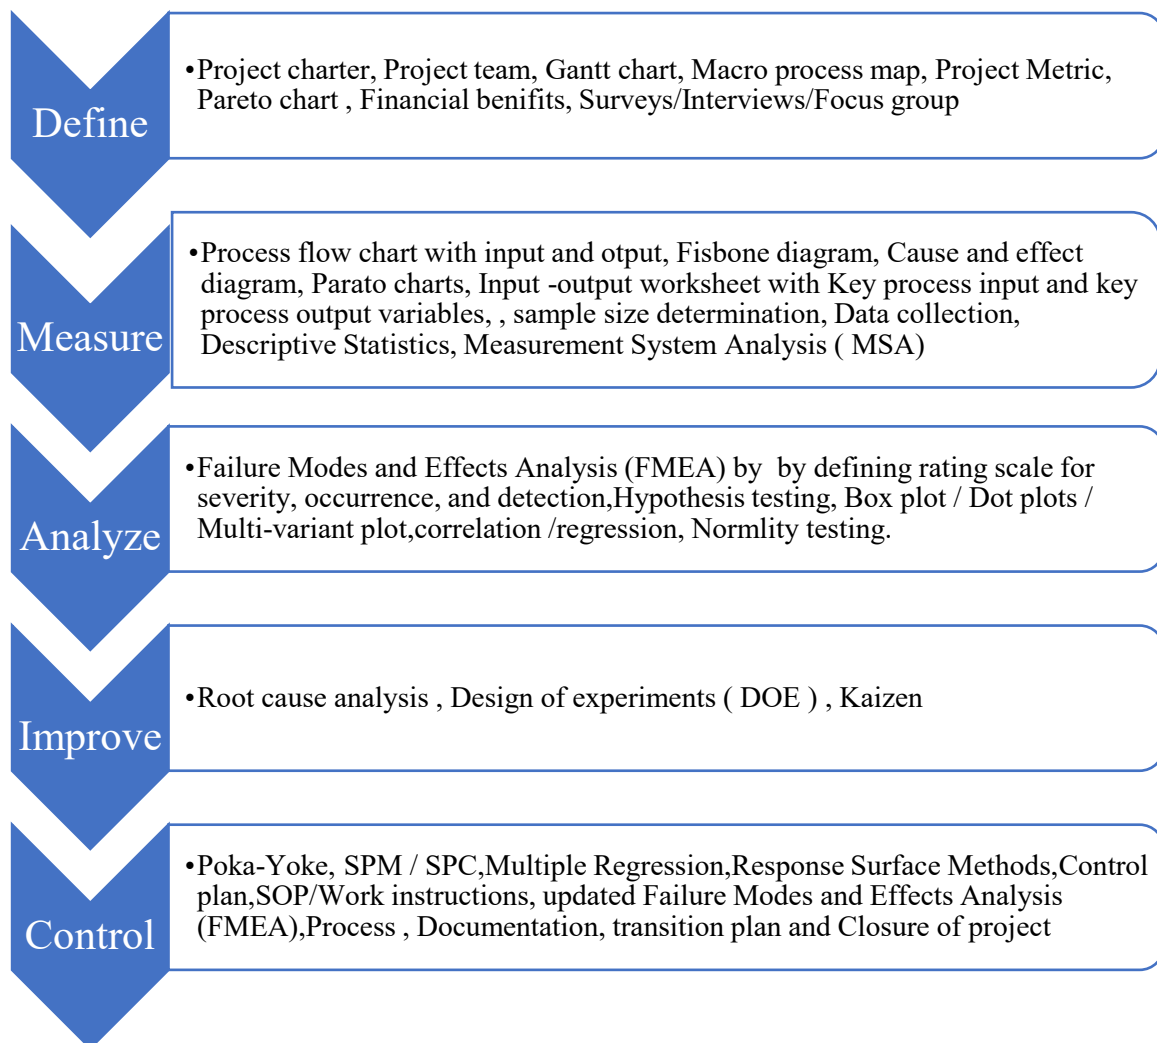 Define
•Project charter, Project team, Gantt chart, Macro process map, Project Metric,
Pareto chart , Financial benifits, Surveys/Interviews/Focus group
Measure
•Process flow chart with input and otput, Fisbone diagram, Cause and effect
diagram, Parato charts, Input -output worksheet with Key process input and key
process output variables, , sample size determination, Data collection,
Descriptive Statistics, Measurement System Analysis ( MSA)
Analyze
•Failure Modes and Effects Analysis (FMEA) by  by defining rating scale for
severity, occurrence, and detection,Hypothesis testing, Box plot / Dot plots /
Multi-variant plot,correlation /regression, Normlity testing.
Improve
•Root cause analysis , Design of experiments ( DOE ) , Kaizen
Control
•Poka-Yoke, SPM / SPC,Multiple Regression,Response Surface Methods,Control
plan,SOP/Work instructions, updated Failure Modes and Effects Analysis
(FMEA),Process , Documentation, transition plan and Closure of project